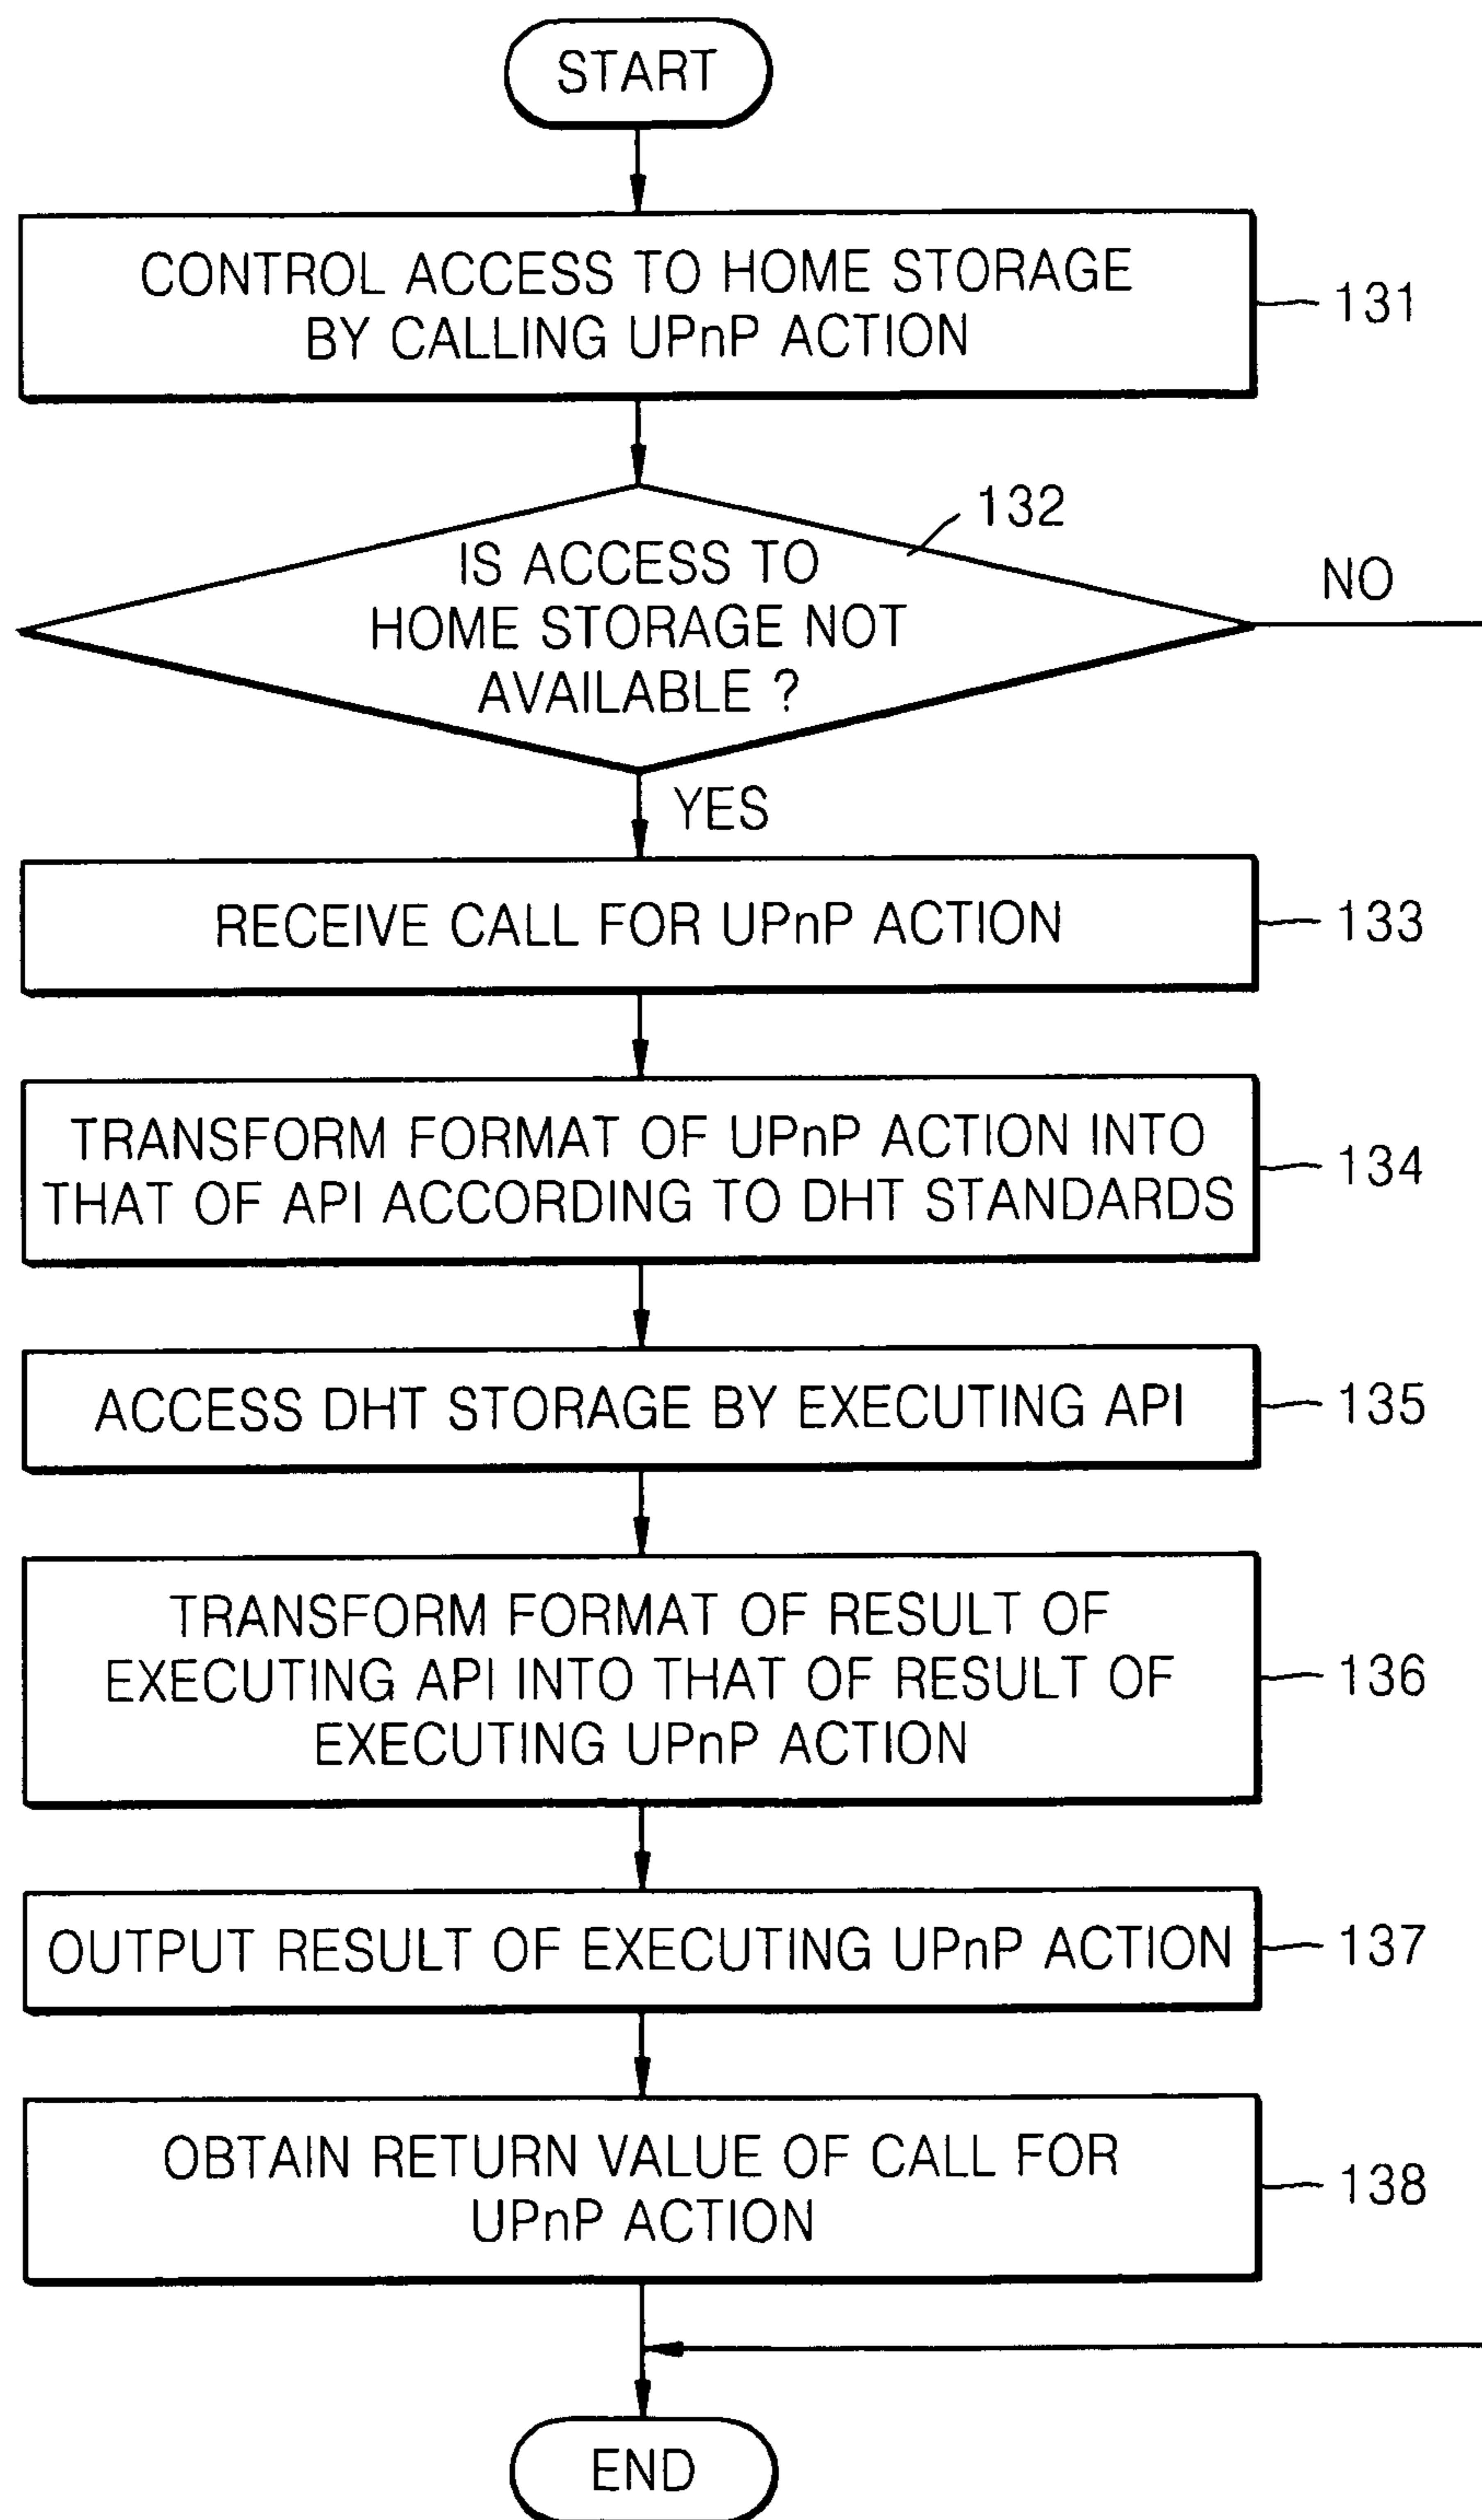 START
CONTROL ACCESS TO HOME STORAGE
BY CALLING UPnP ACTION
131
132
IS ACCESS TO
HOME STORAGE NOT
AVAILABLE ?
NO
YES
RECEIVE CALL FOR UPnP ACTION
133
TRANSFORM FORMAT OF UPnP ACTION INTO
THAT OF API ACCORDING TO DHT STANDARDS
134
ACCESS DHT STORAGE BY EXECUTING API
135
TRANSFORM FORMAT OF RESULT OF
EXECUTING API INTO THAT OF RESULT OF
EXECUTING UPnP ACTION
136
OUTPUT RESULT OF EXECUTING UPnP ACTION
137
OBTAIN RETURN VALUE OF CALL FOR
UPnP ACTION
138
END